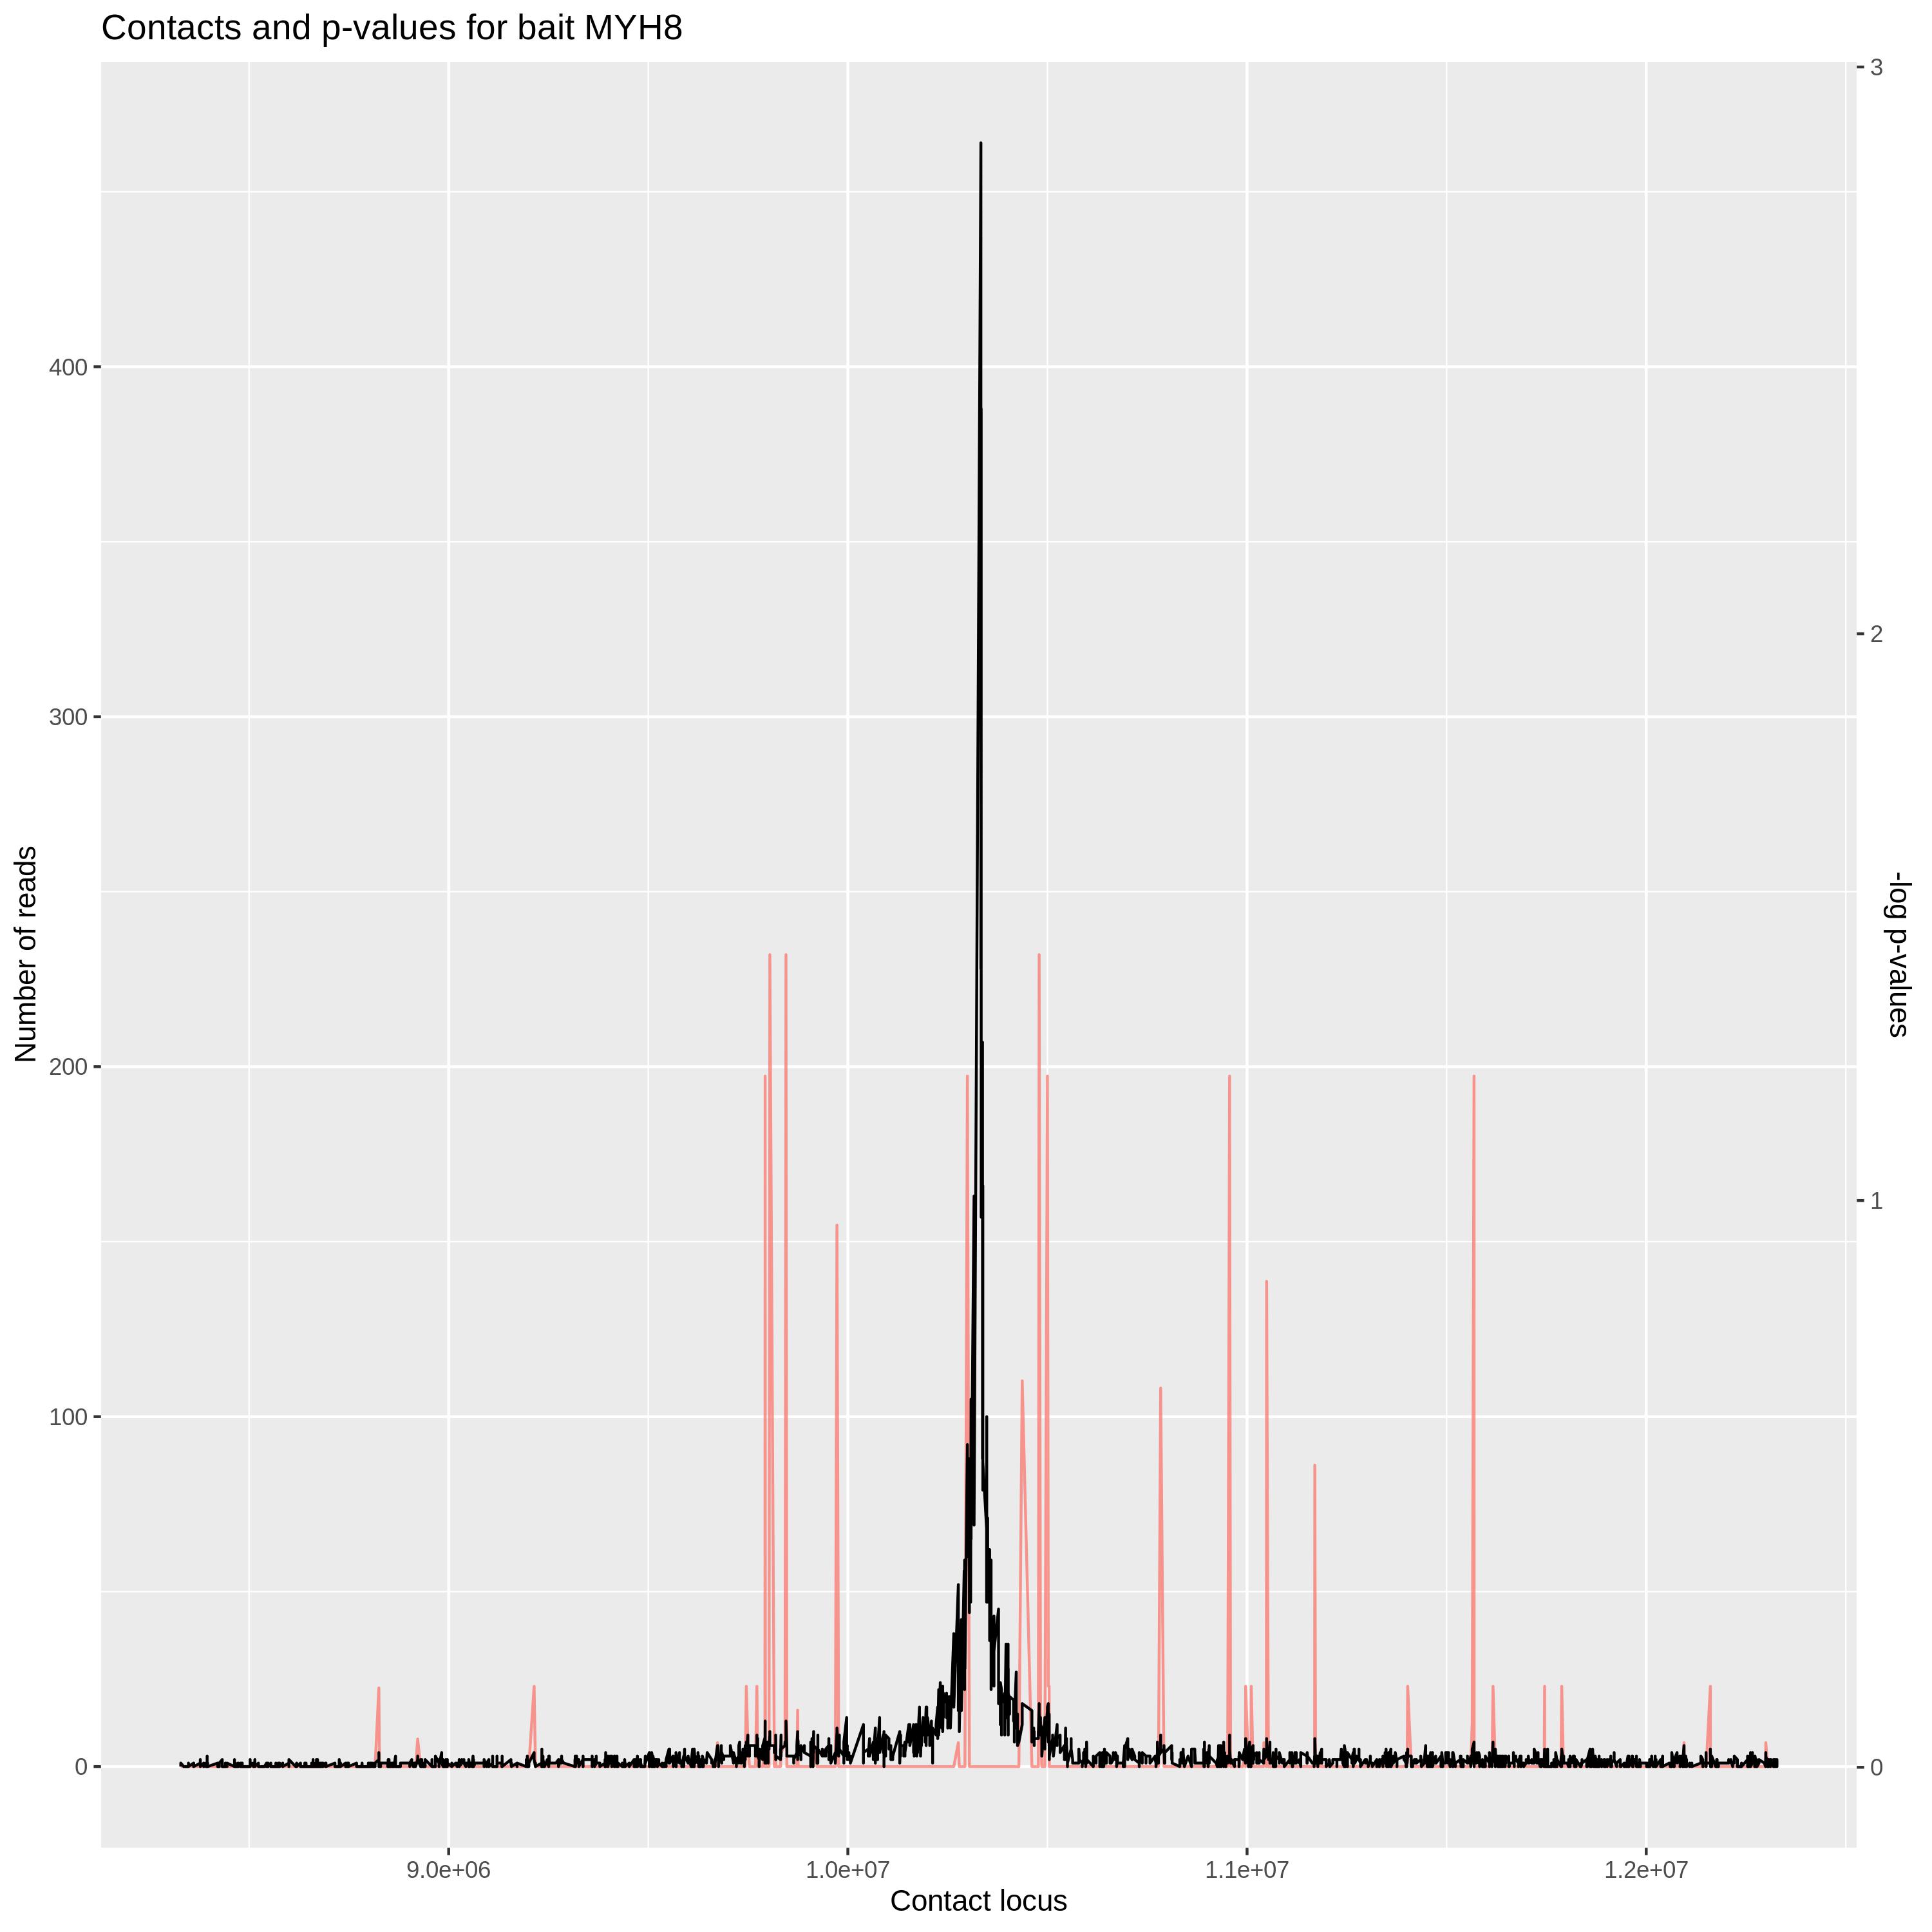 Contacts and p-values for bait MYH8
3
400
2
300
Number of reads
-log p-values
200
1
100
0
0
9.0e+06
1.0e+07
1.1e+07
1.2e+07
Contact locus